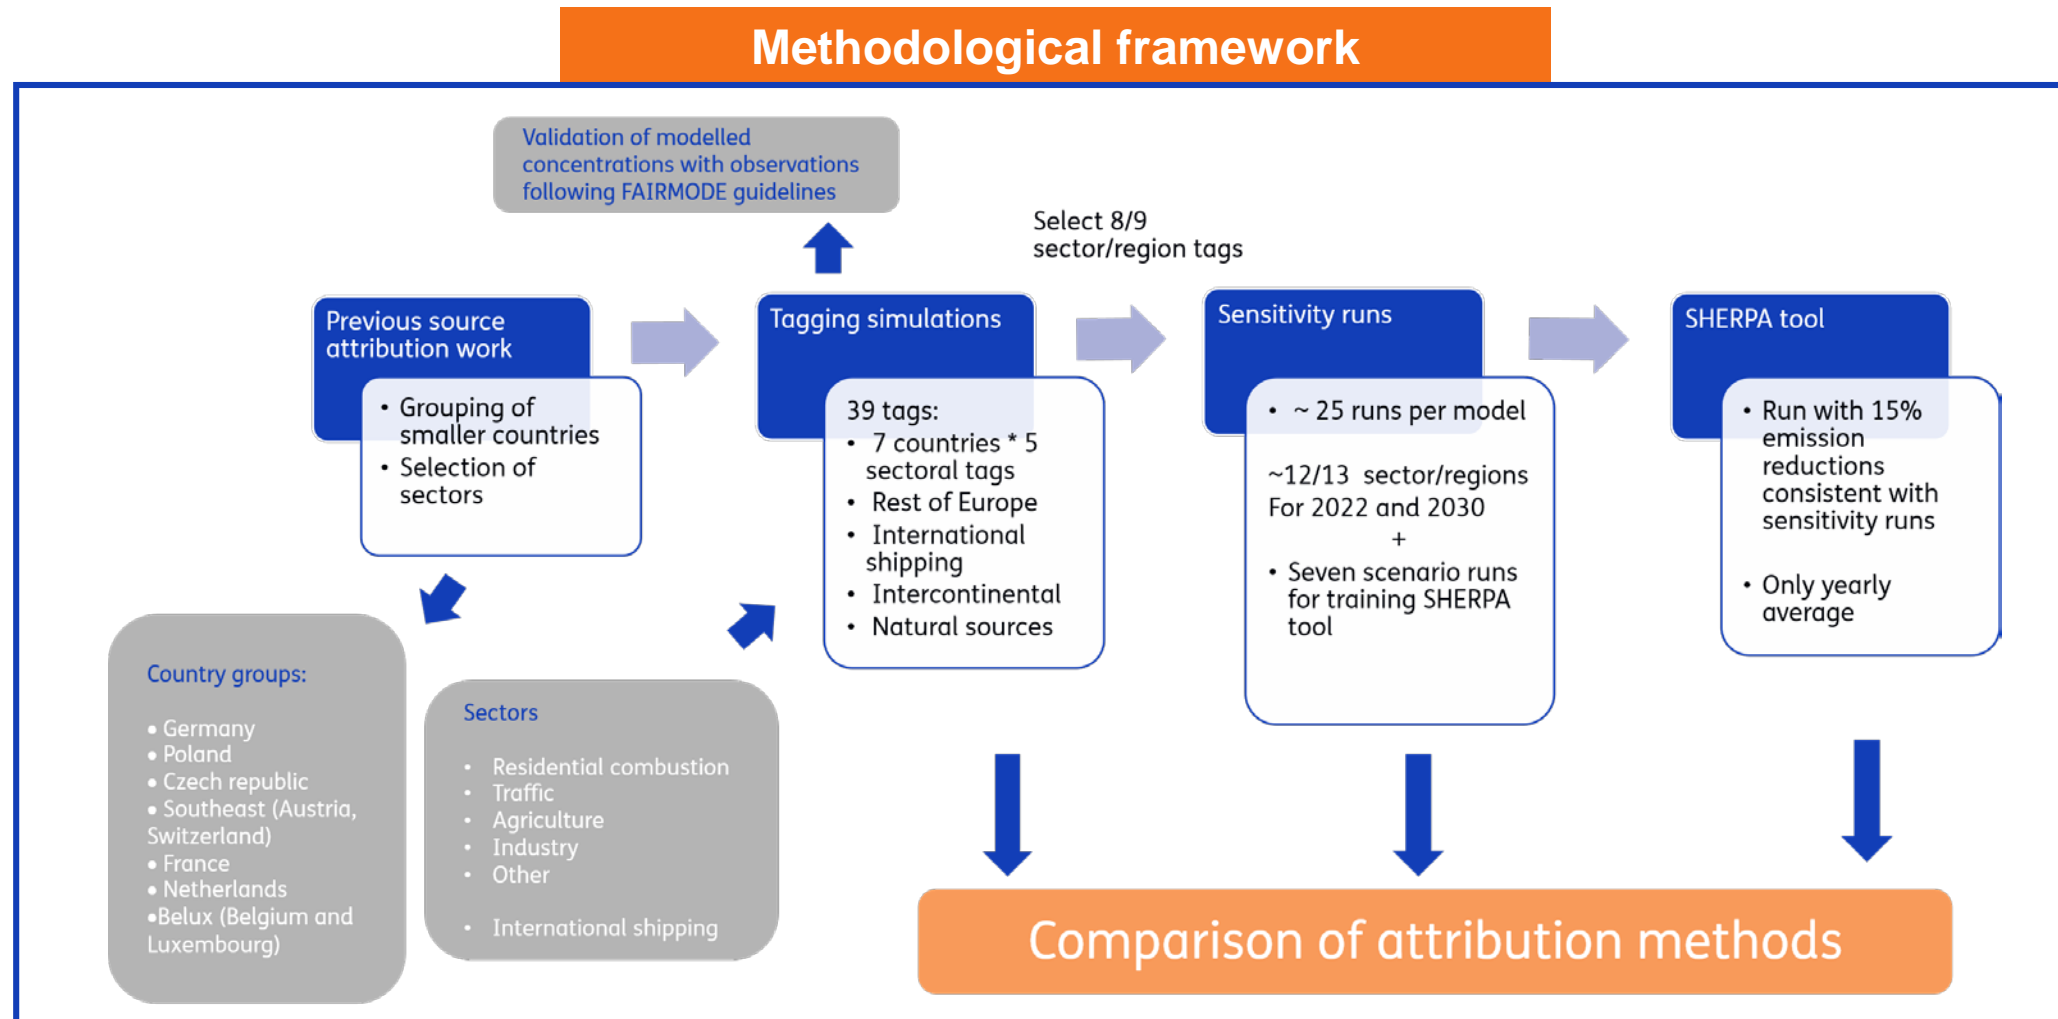 Methodological framework
Validation of modelled
concentrations with observations
following FAIRMODE guidelines
Select 8/9
sector/region tags
Previous source
attribution work
• Grouping of
smaller countries
• Selection of
sectors
Tagging simulations
39 tags:
• 7 countries * 5
sectoral tags
• Rest of Europe
• International
shipping
• Intercontinental
• Natural sources
Sensitivity runs
• ~ 25 runs per model
~12/13 sector/regions
For 2022 and 2030
+
• Seven scenario runs
for training SHERPA
tool
SHERPA tool
• Run with 15%
emission
reductions
consistent with
sensitivity runs
• Only yearly
average
Country groups:
• Germany
• Poland
• Czech republic
• Southeast (Austria,
Switzerland)
• France
• Netherlands
•Belux (Belgium and
Luxembourg)
Sectors
• Residential combustion
• Traffic
• Agriculture
• Industry
• Other
• International shipping
Comparison of attribution methods